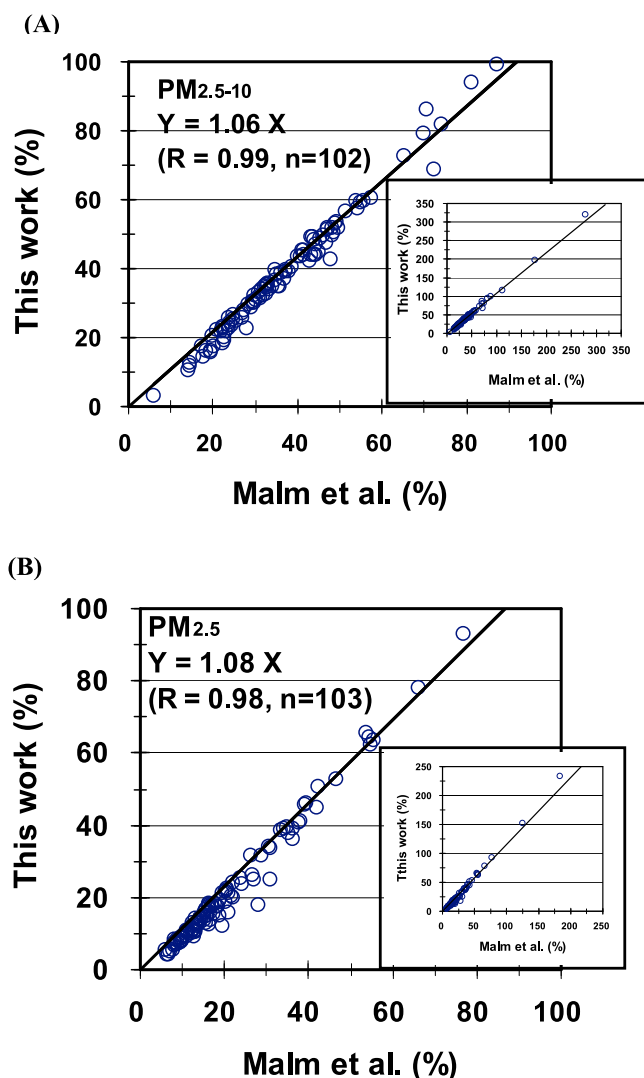 (A)
100
80
60
40
20
0
This work (%)
PM2.5-10
Y = 1.06 X
(R = 0.99, n=102)
0 20 40 60 80 100
Malm et al. (%)
350
300
250
200
150
100
50
0
This work (%)
0 50 100 150 200 250 300 350
Malm et al. (%)
(B)
100
80
60
40
20
0
This work (%)
PM2.5
Y = 1.08 X
(R = 0.98, n=103)
0 20 40 60 80 100
Malm et al. (%)
250
200
150
100
50
0
Tthis work (%)
0 50 100 150 200 250
Malm et al. (%)